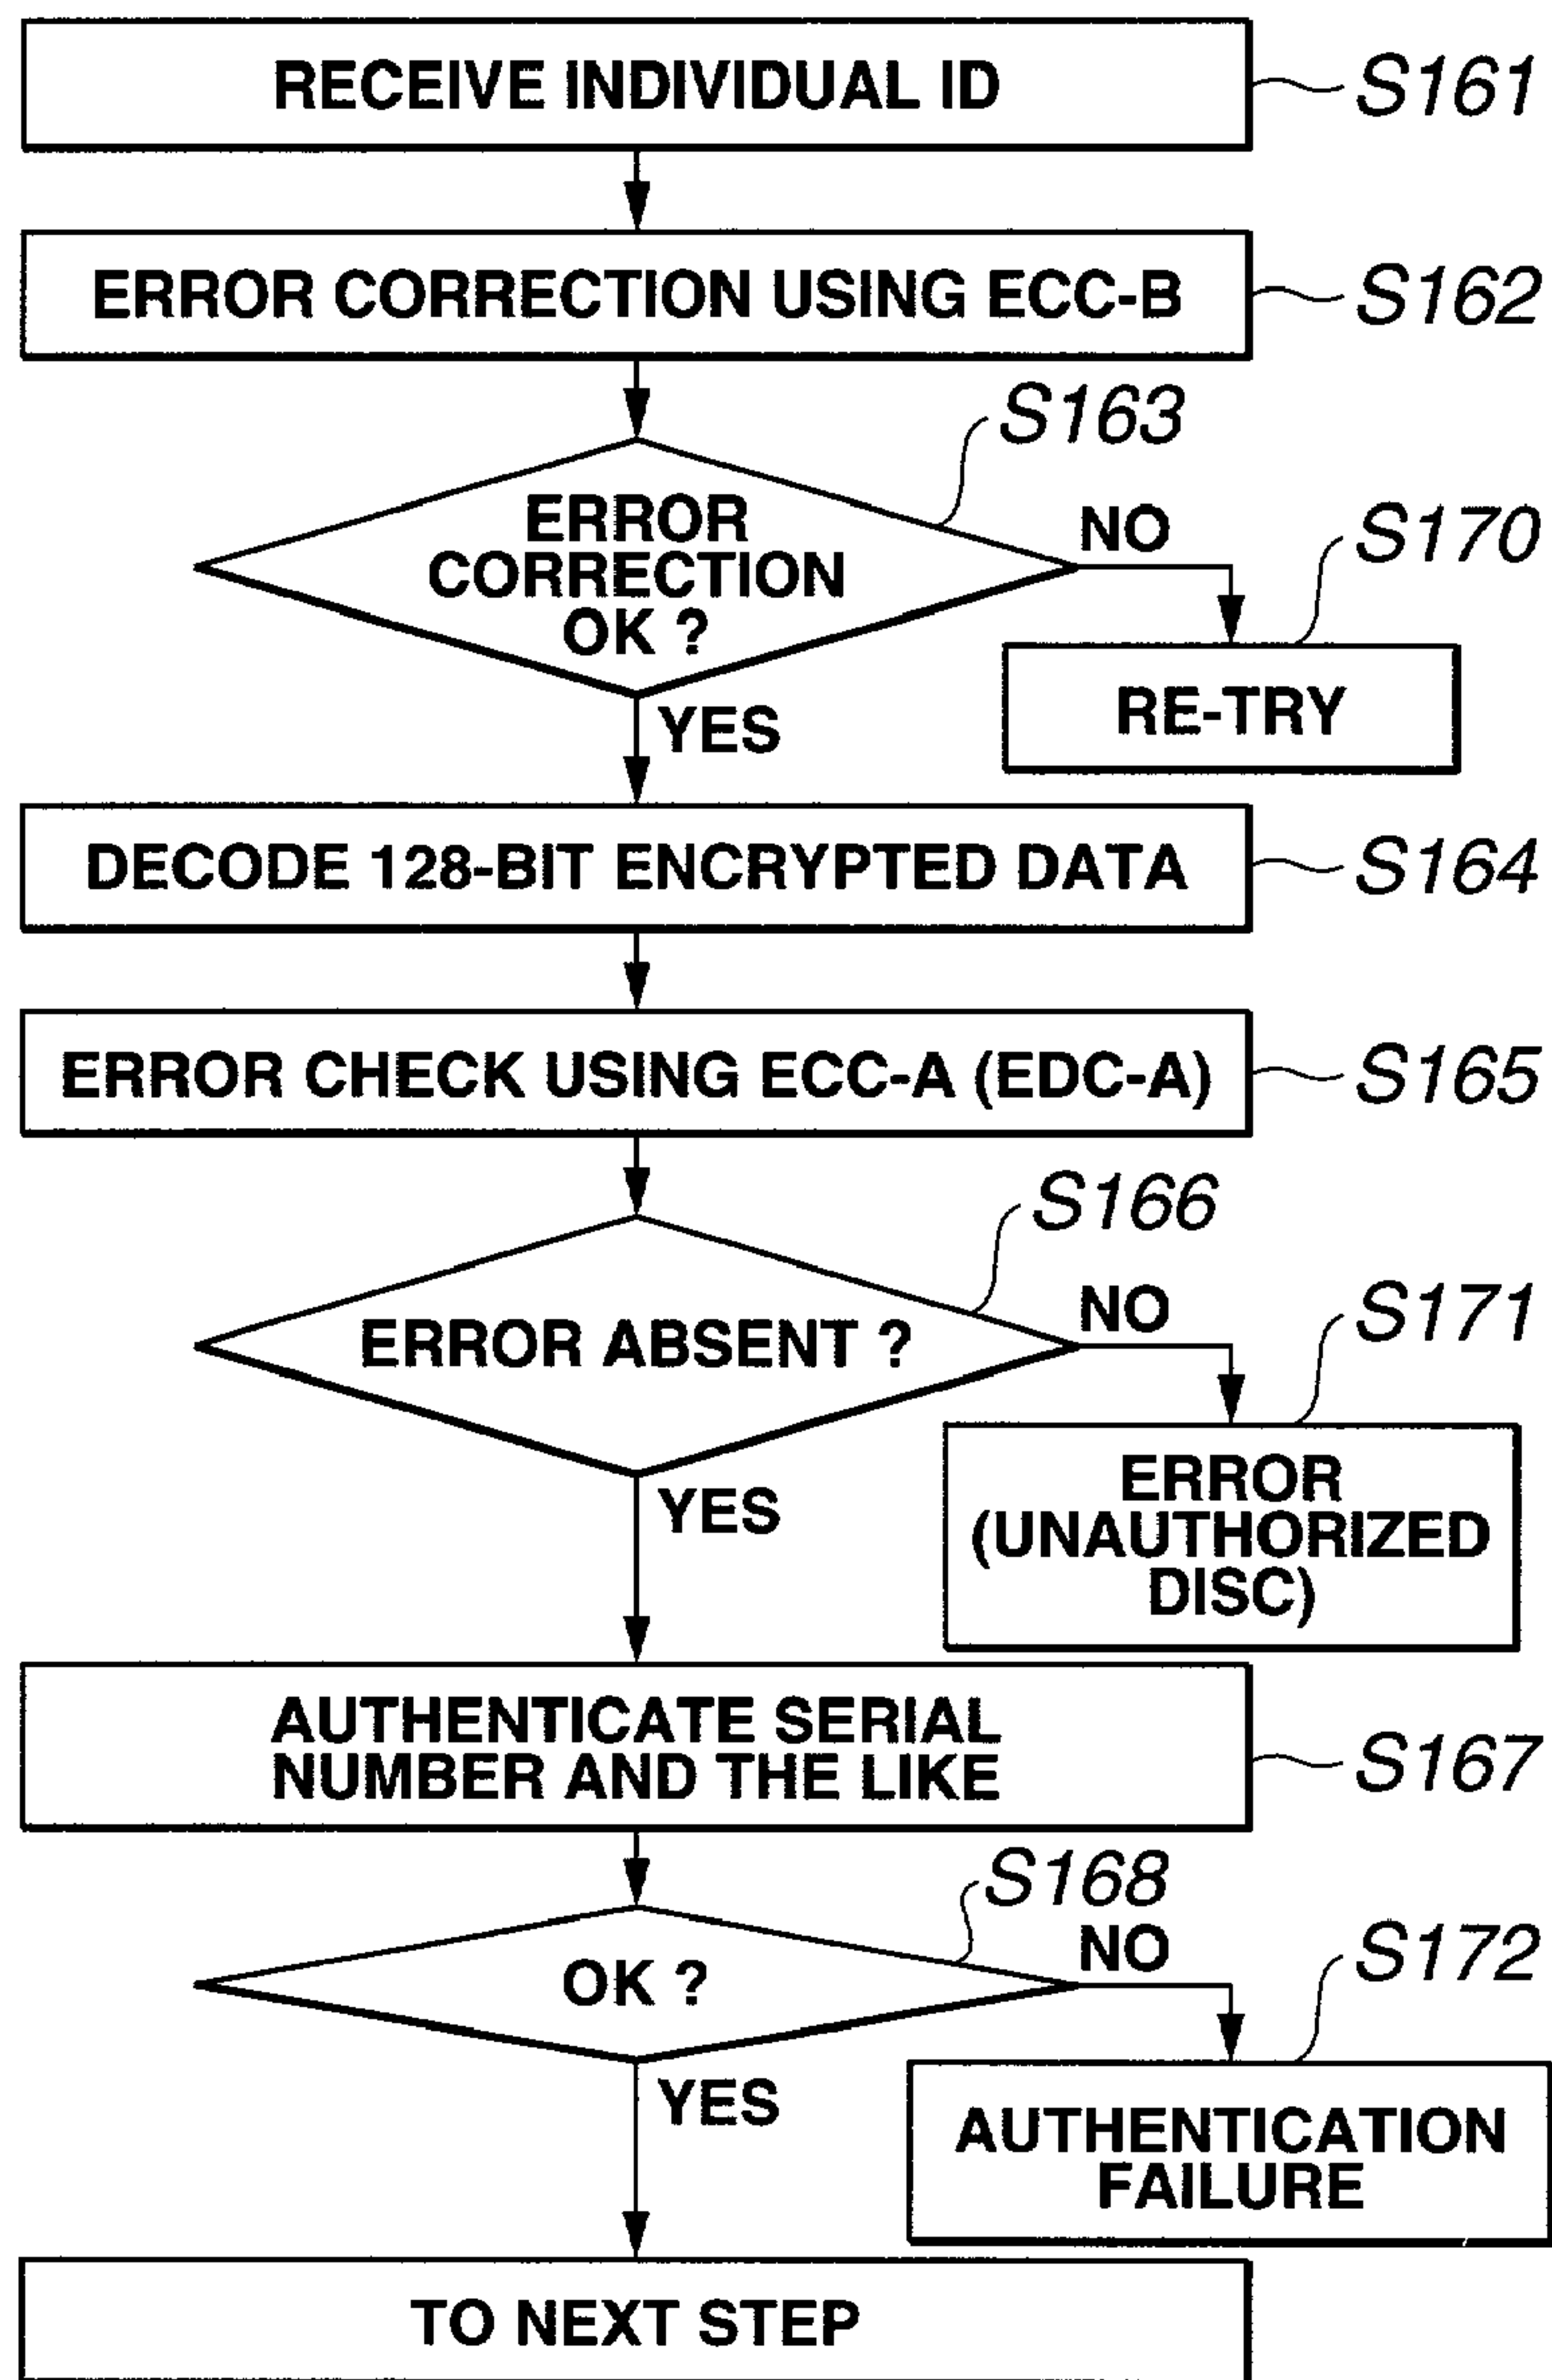 RECEIVE INDIVIDUAL ID
S161
ERROR CORRECTION USING ECC-B
S162
S163
ERROR
CORRECTION
OK ?
NO
S170
RE-TRY
YES
DECODE 128-BIT ENCRYPTED DATA
S164
ERROR CHECK USING ECC-A (EDC-A)
S165
S166
ERROR ABSENT ?
NO
S171
ERROR
(UNAUTHORIZED
DISC)
YES
AUTHENTICATE SERIAL
NUMBER AND THE LIKE
S167
S168
OK ?
NO
S172
AUTHENTICATION
FAILURE
YES
TO NEXT STEP